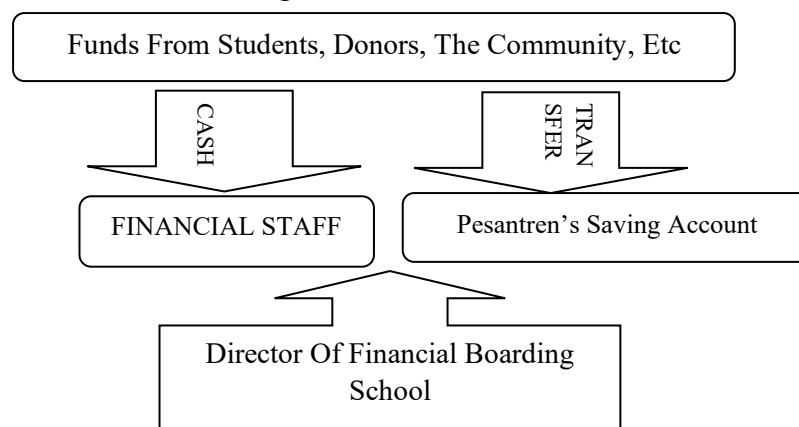 Funds From Students, Donors, The Community, Etc
CASH
TRAN
SFER
FINANCIAL STAFF
Pesantren’s Saving Account
Director Of Financial Boarding
School